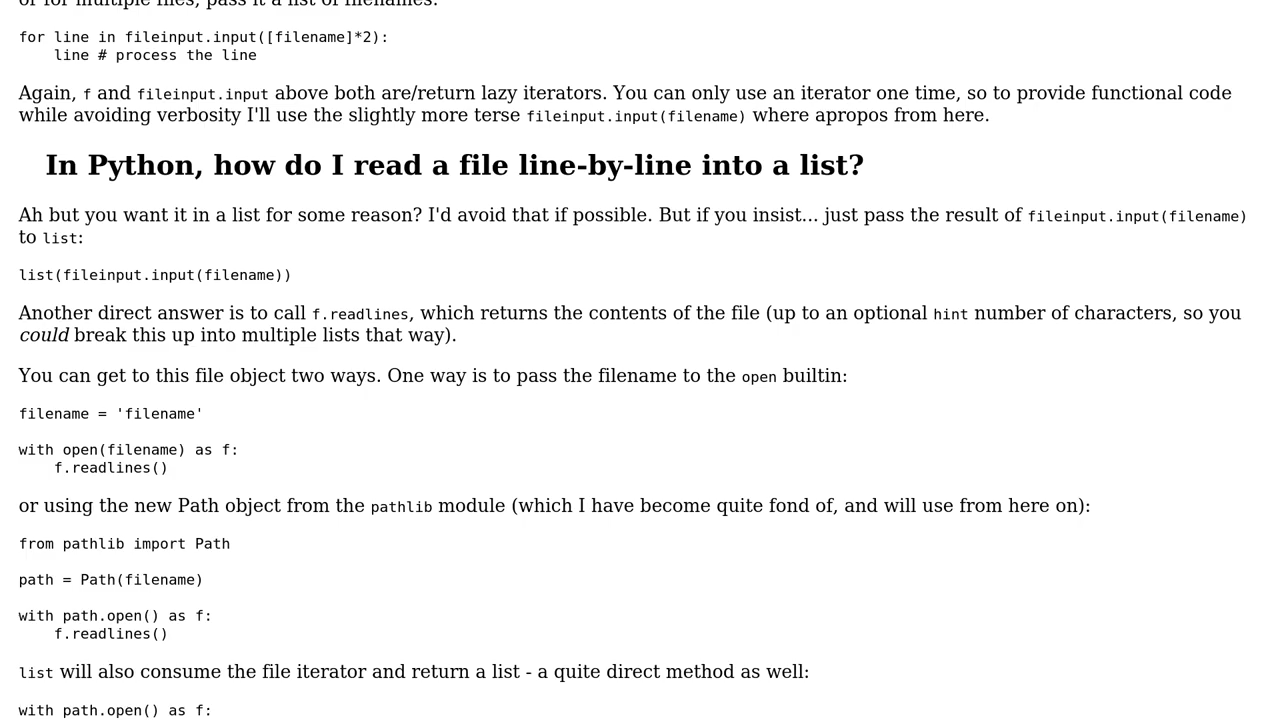 or for multiple files, pass it a list of filenames:
for line in fileinput.input([filename]*2):
    line # process the line
Again, f and fileinput.input above both are/return lazy iterators. You can only use an iterator one time, so to provide functional code
while avoiding verbosity I'll use the slightly more terse fileinput.input(filename) where apropos from here.
In Python, how do I read a file line-by-line into a list?
Ah but you want it in a list for some reason? I'd avoid that if possible. But if you insist... just pass the result of fileinput.input(filename)
to list:
list(fileinput.input(filename))
Another direct answer is to call f.readlines, which returns the contents of the file (up to an optional hint number of characters, so you
could break this up into multiple lists that way).
You can get to this file object two ways. One way is to pass the filename to the open builtin:
filename = 'filename'
with open(filename) as f:
    f.readlines()
or using the new Path object from the pathlib module (which I have become quite fond of, and will use from here on):
from pathlib import Path
path = Path(filename)
with path.open() as f:
    f.readlines()
list will also consume the file iterator and return a list - a quite direct method as well:
with path.open() as f: